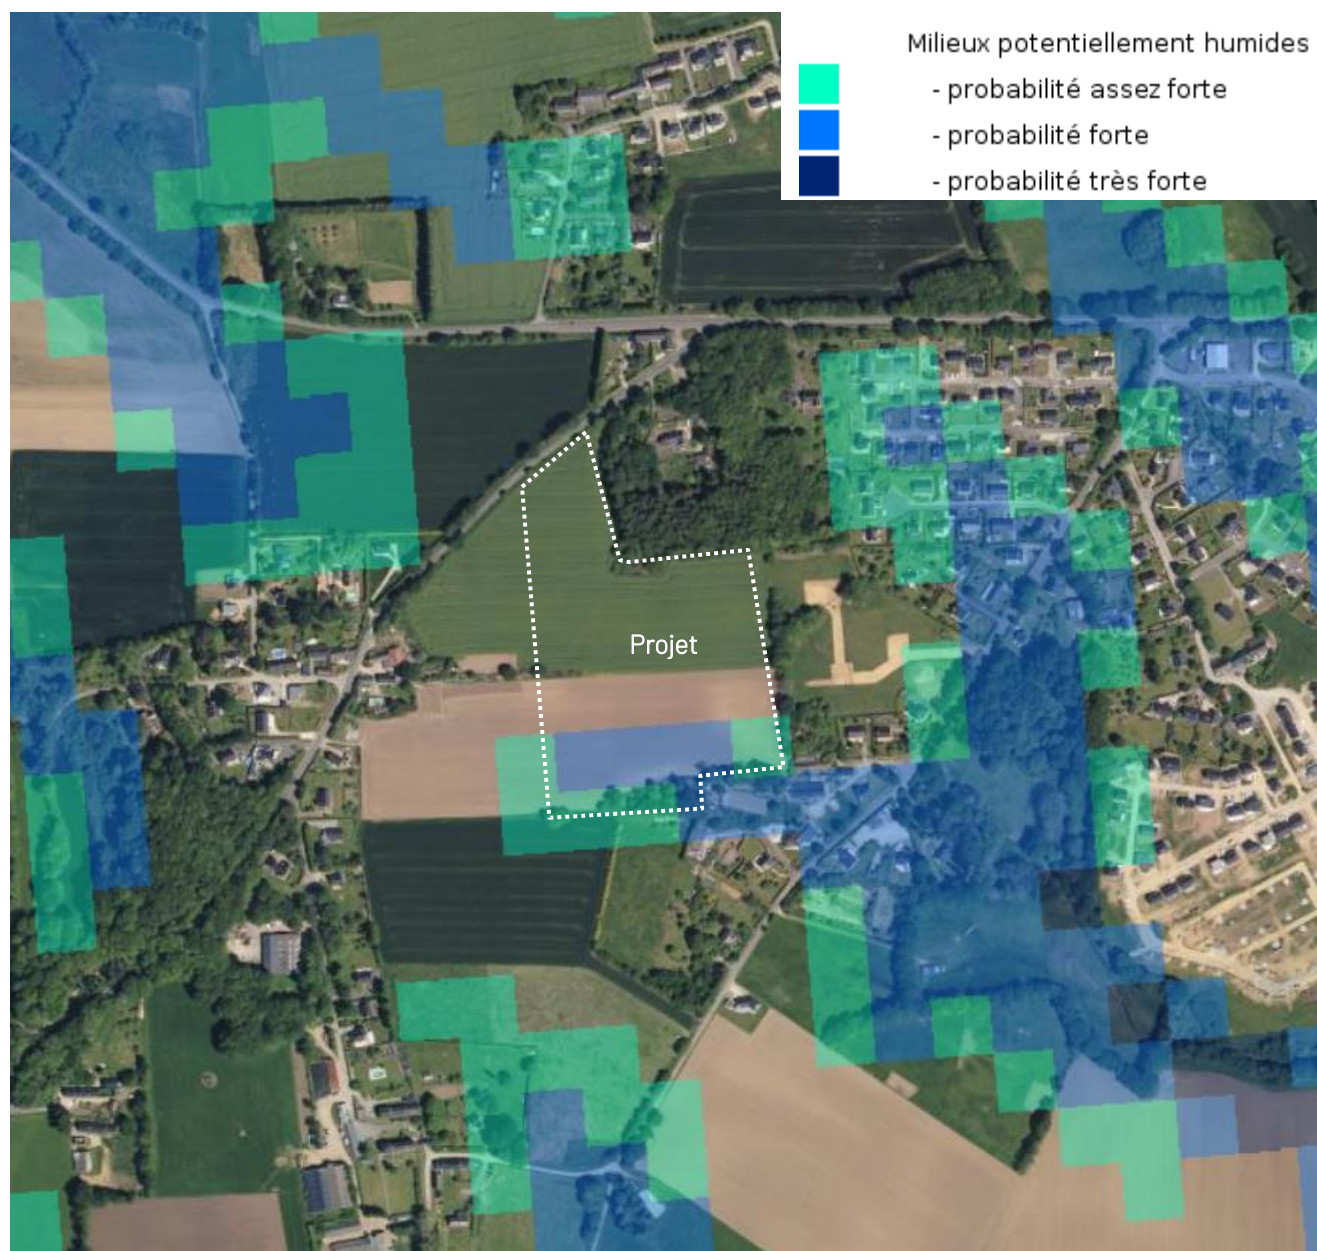 Milieux potentiellement humides
- probabilité assez forte
- probabilité forte
- probabilité très forte
Projet